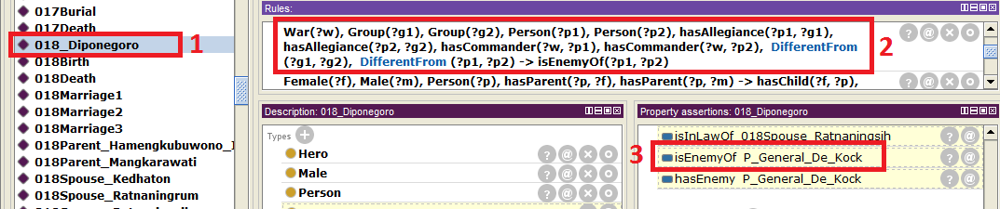 017Burial
017Death
018_Diponegoro
018Birth
018Death
018Marriage1
018Marriage2
018Marriage3
018Parent_Hamengkubuwono_I
018Parent_Mangkarawati
018Spouse_Kedhaton
018Spouse_Ratnaningrum
1
Rules:
War(?w), Group(?g1), Group(?g2), Person(?p1), Person(?p2), hasAllegiance(?p1, ?g1),
hasAllegiance(?p2, ?g2), hasCommander(?w, ?p1), hasCommander(?w, ?p2), DifferentFrom
(?g1, ?g2), DifferentFrom (?p1, ?p2) -> isEnemyOf(?p1, ?p2)
2
Female(?f), Male(?m), Person(?p), hasParent(?p, ?f), hasParent(?p, ?m) -> hasChild(?f, ?p),
Description: 018_Diponegoro
Types
Hero
Male
Person
Property assertions: 018_Diponegoro
isInLawOf 018Spouse_Ratnaningsih
3
isEnemyOf P_General_De_Kock
hasEnemy P_General_De_Kock